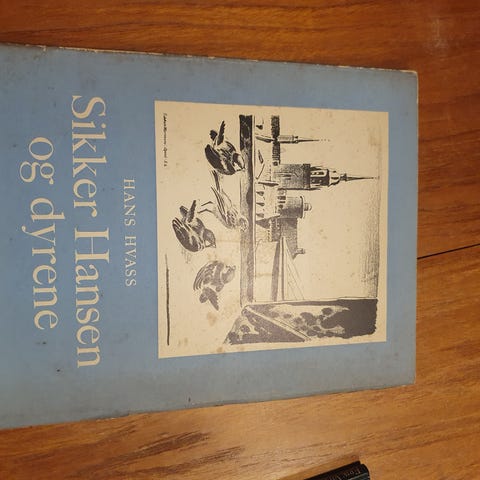 HANS HVASS
Sikker Hansen
og dyrene